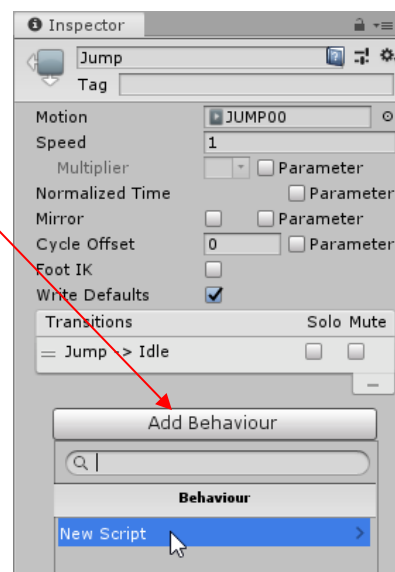 Inspector
Jump
Tag
Motion JUMP00
Speed 1
Multiplier Parameter
Normalized Time Parameter
Mirror Parameter
Cycle Offset 0 Parameter
Foot IK
Write Defaults
Transitions Solo Mute
Jump -> Idle
Add Behaviour
Behaviour
New Script